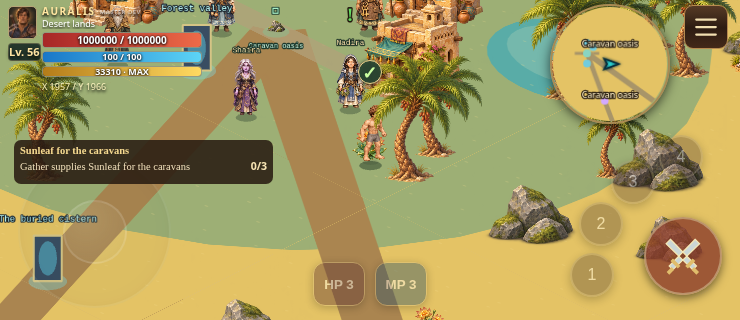 AURALIS
Desert lands
Lv. 56
1000000 / 1000000
100 / 100
33310 · MAX
X 1957 / Y 1966
Forest valley
Caravan oasis
Shaira
Nadira
!
✓
Sunleaf for the caravans
Gather supplies Sunleaf for the caravans
0/3
The buried cistern
Caravan oasis
Caravan oasis
4
3
2
1
HP 3
MP 3